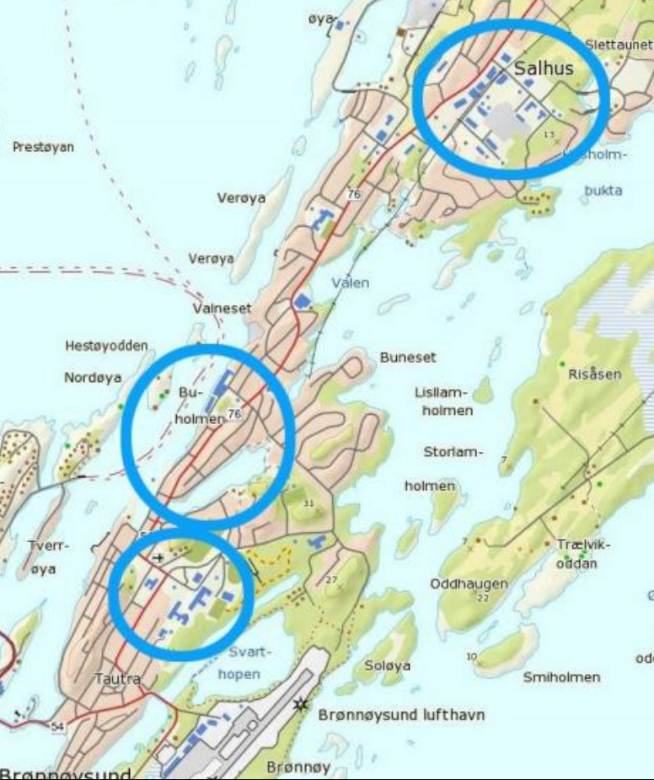 øya
Salhus
Slettaunet
Prestøyan
13
sholm-
bukta
Verøya
76
Verøya
Valen
Valneset
Hestøyodden
Nordøya
Buneset
Risåsen
Bu-
holmen
76
Lisllam-
holmen
Storlam-
holmen
7
31
Tverr-
øya
7
Trælvik-
oddan
27
Oddhaugen
22
Svart-
hopen
Soløya
10
Smiholmen
Tautra
54
Brønnøysund lufthavn
Brønnøy
Brønnøysund